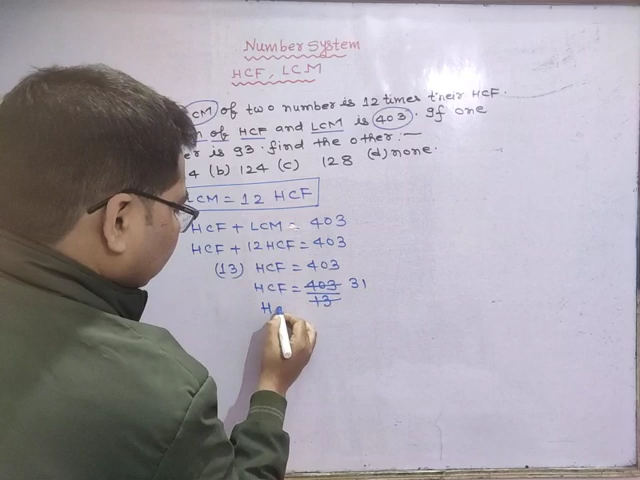 Number System
HCF, LCM
LCM of two number is 12 times their HCF.
of HCF and LCM is 403. If one
is 93. find the other :-
4 (b) 124 (c) 128 (d) none.
LCM = 12 HCF
HCF + LCM = 403
HCF + 12 HCF = 403
(13) HCF = 403
HCF = 403 31
13
H